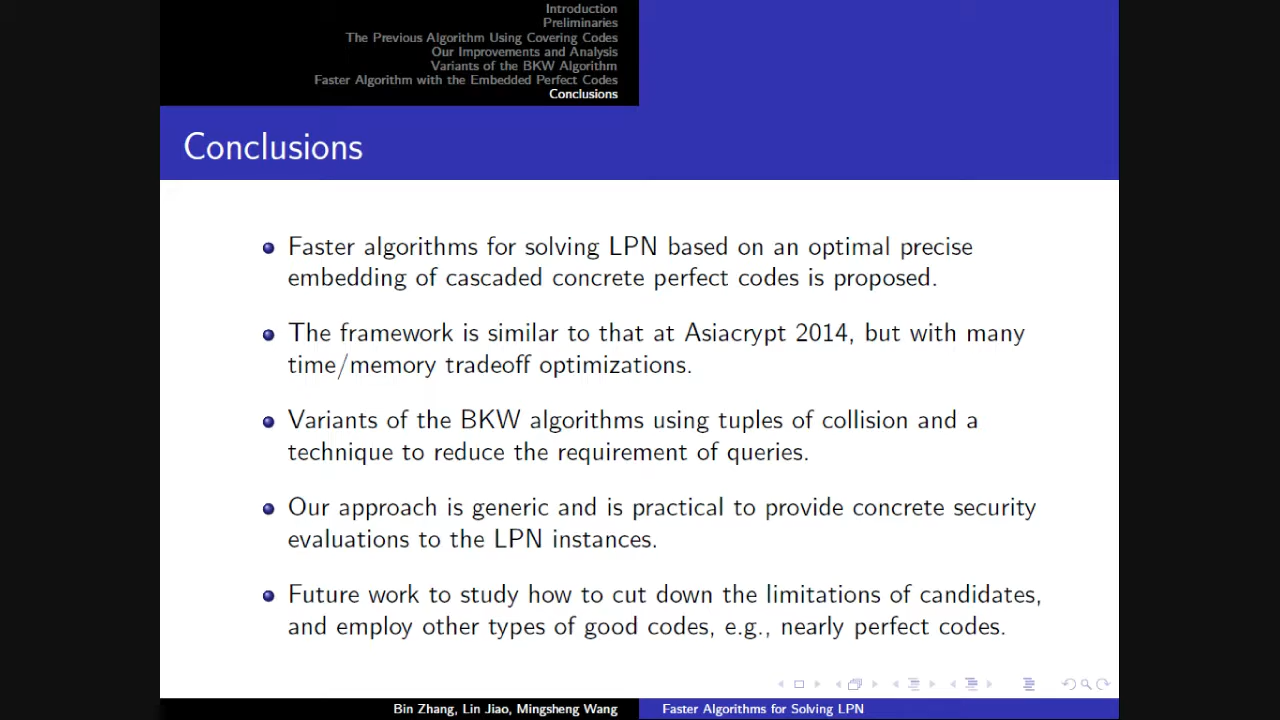 Introduction
Preliminaries
The Previous Algorithm Using Covering Codes
Our Improvements and Analysis
Variants of the BKW Algorithm
Faster Algorithm with the Embedded Perfect Codes
Conclusions
Conclusions
Faster algorithms for solving LPN based on an optimal precise
embedding of cascaded concrete perfect codes is proposed.
The framework is similar to that at Asiacrypt 2014, but with many
time/memory tradeoff optimizations.
Variants of the BKW algorithms using tuples of collision and a
technique to reduce the requirement of queries.
Our approach is generic and is practical to provide concrete security
evaluations to the LPN instances.
Future work to study how to cut down the limitations of candidates,
and employ other types of good codes, e.g., nearly perfect codes.
Bin Zhang, Lin Jiao, Mingsheng Wang
Faster Algorithms for Solving LPN